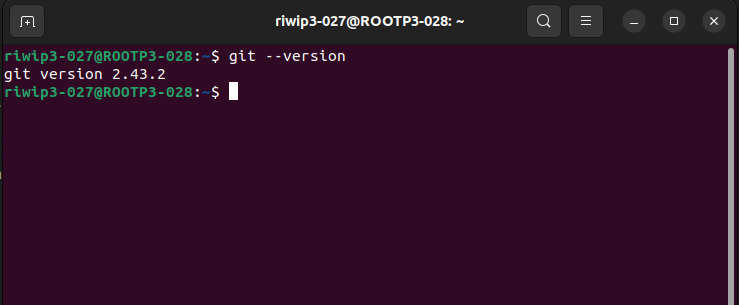 riwip3-027@ROOTP3-028: ~
riwip3-027@ROOTP3-028:~$ git --version
git version 2.43.2
riwip3-027@ROOTP3-028:~$